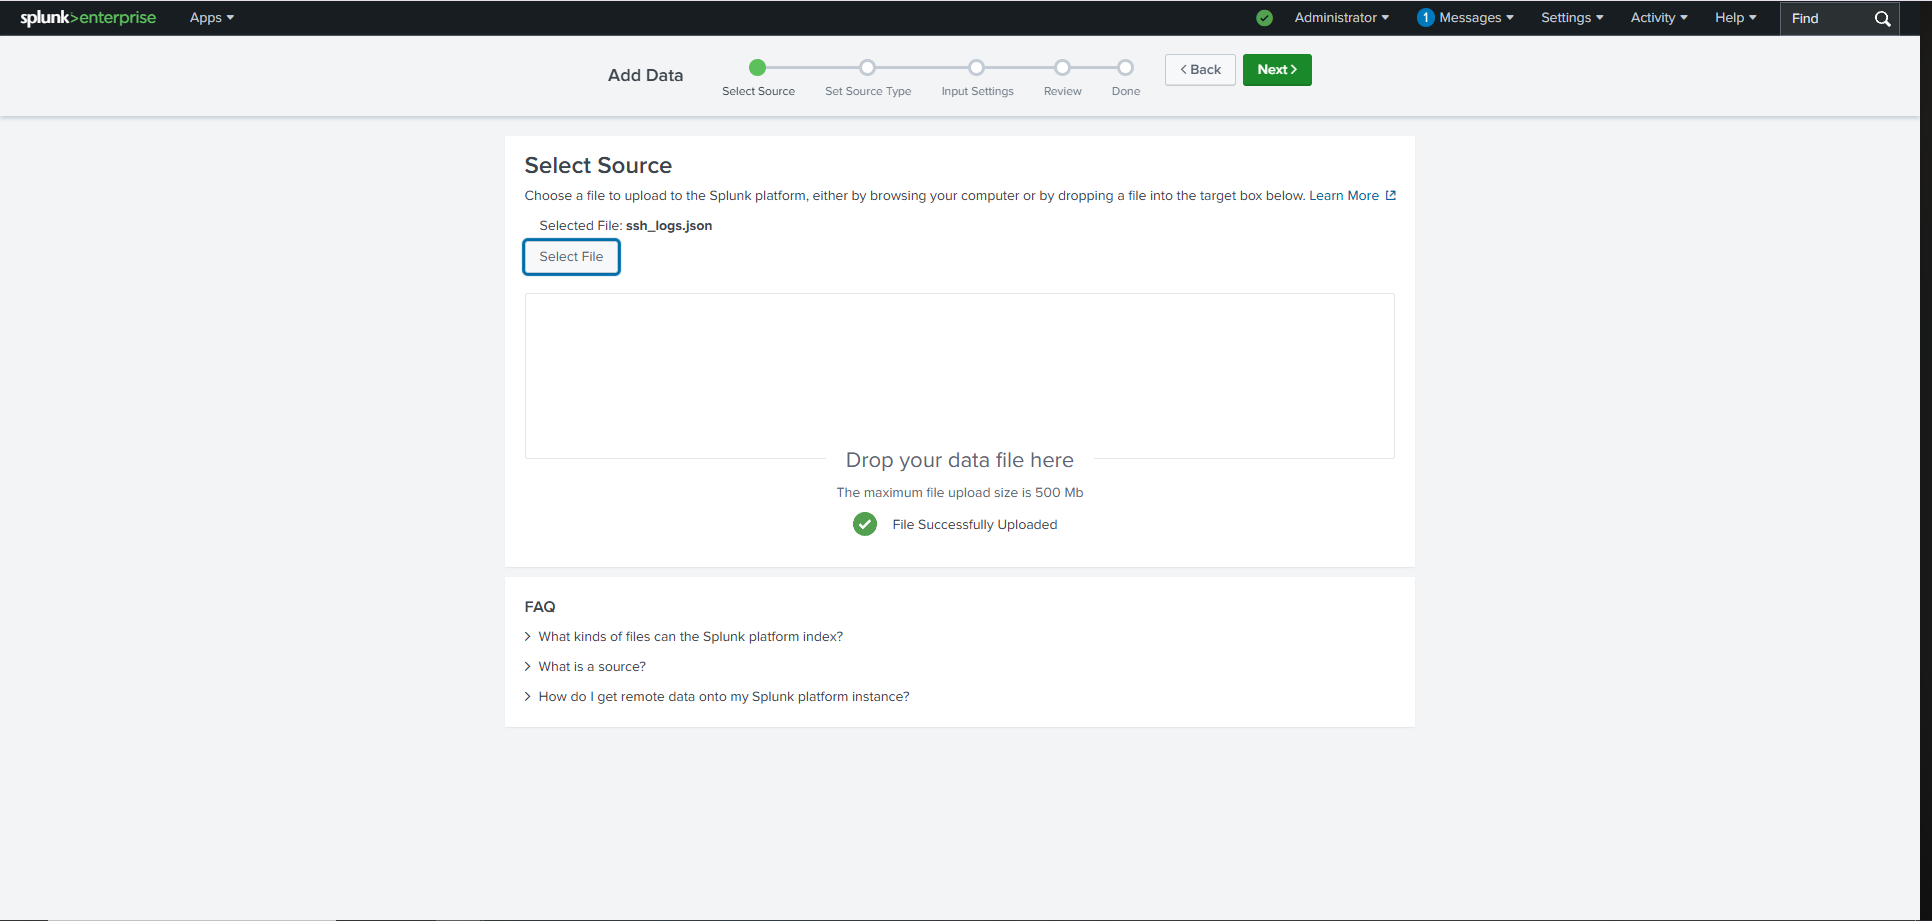 splunk>enterprise Apps Administrator 1 Messages Settings Activity Help Find
Add Data
Select Source Set Source Type Input Settings Review Done
Back Next
Select Source
Choose a file to upload to the Splunk platform, either by browsing your computer or by dropping a file into the target box below. Learn More
Selected File: ssh_logs.json
Select File
Drop your data file here
The maximum file upload size is 500 Mb
File Successfully Uploaded
FAQ
What kinds of files can the Splunk platform index?
What is a source?
How do I get remote data onto my Splunk platform instance?